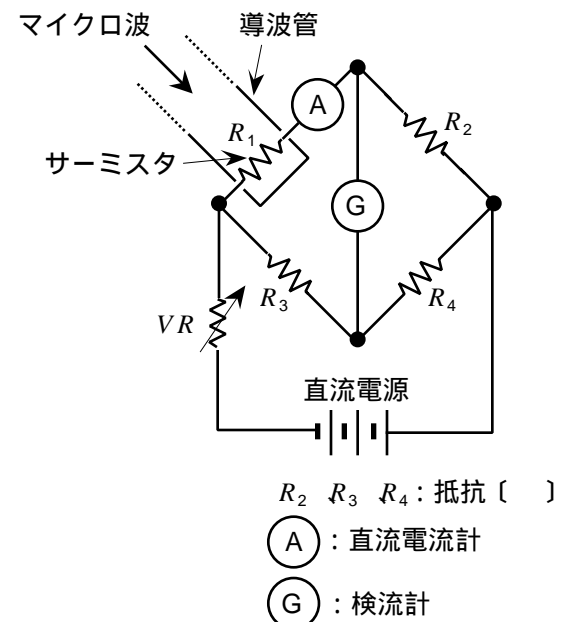 マイクロ波 導波管
A
R₁ R₂
サーミスタ
G
R₃ R₄
VR
直流電源
R₂ R₃ R₄：抵抗〔 〕
A：直流電流計
G：検流計